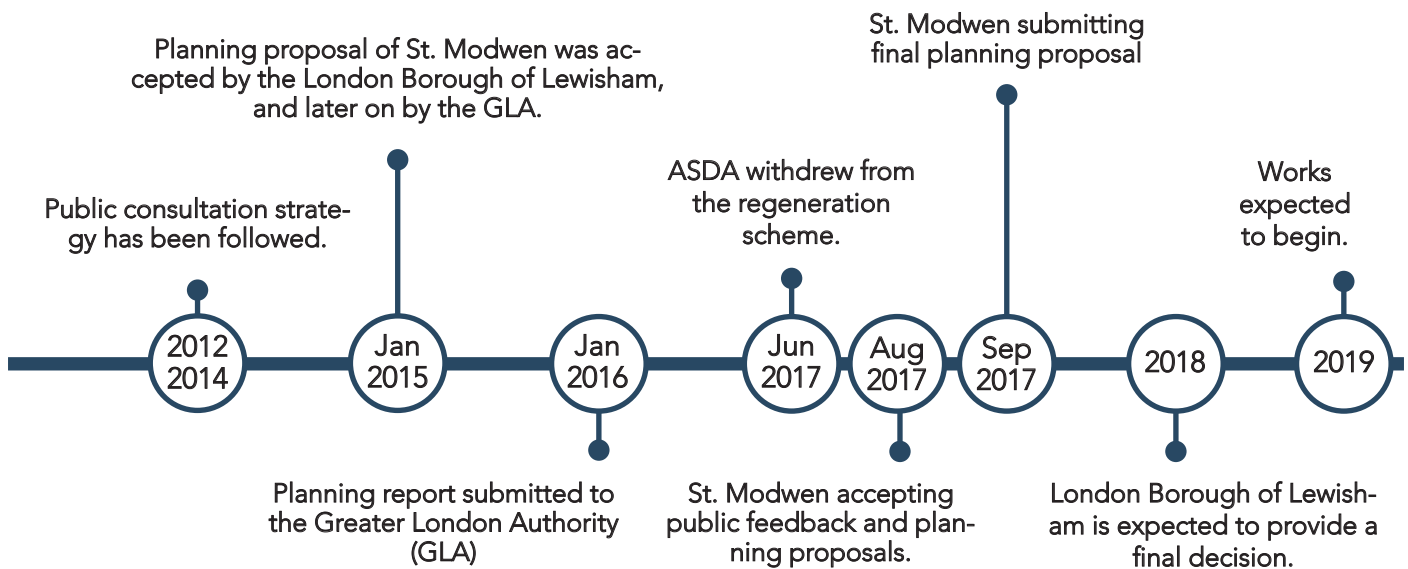 St. Modwen submitting
final planning proposal
Planning proposal of St. Modwen was ac-
cepted by the London Borough of Lewisham,
and later on by the GLA.
ASDA withdrew from
the regeneration
scheme.
Works
expected
to begin.
Public consultation strate-
gy has been followed.
2012
2014
Jan
2015
Jan
2016
Jun
2017
Aug
2017
Sep
2017
2018
2019
Planning report submitted to
the Greater London Authority
(GLA)
St. Modwen accepting
public feedback and plan-
ning proposals.
London Borough of Lewish-
am is expected to provide a
final decision.